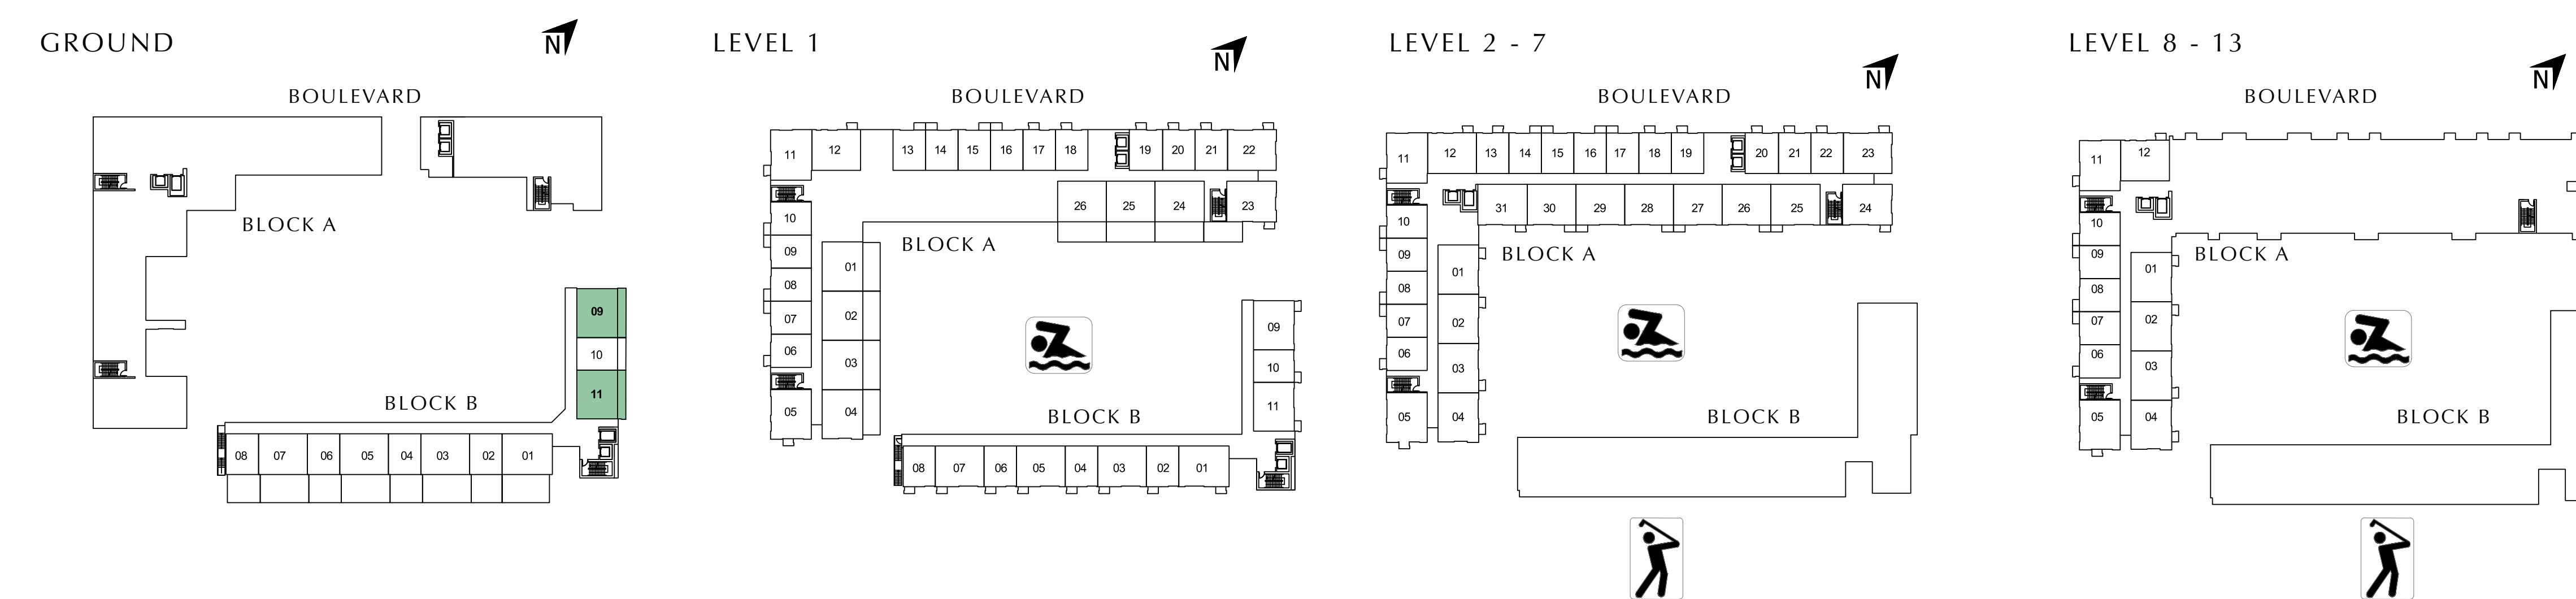 GROUND
N
BOULEVARD
BLOCK A
09
10
11
BLOCK B
08 07 06 05 04 03 02 01
LEVEL 1
N
BOULEVARD
11 12 13 14 15 16 17 18 19 20 21 22
26 25 24 23
10
BLOCK A
09 01
08
07 02
06 03
05 04
09
10
11
BLOCK B
08 07 06 05 04 03 02 01
LEVEL 2 - 7
N
BOULEVARD
11 12 13 14 15 16 17 18 19 20 21 22 23
31 30 29 28 27 26 25 24
10
BLOCK A
09 01
08
07 02
06 03
05 04
BLOCK B
LEVEL 8 - 13
N
BOULEVARD
11 12
10
BLOCK A
09 01
08
07 02
06 03
05 04
BLOCK B